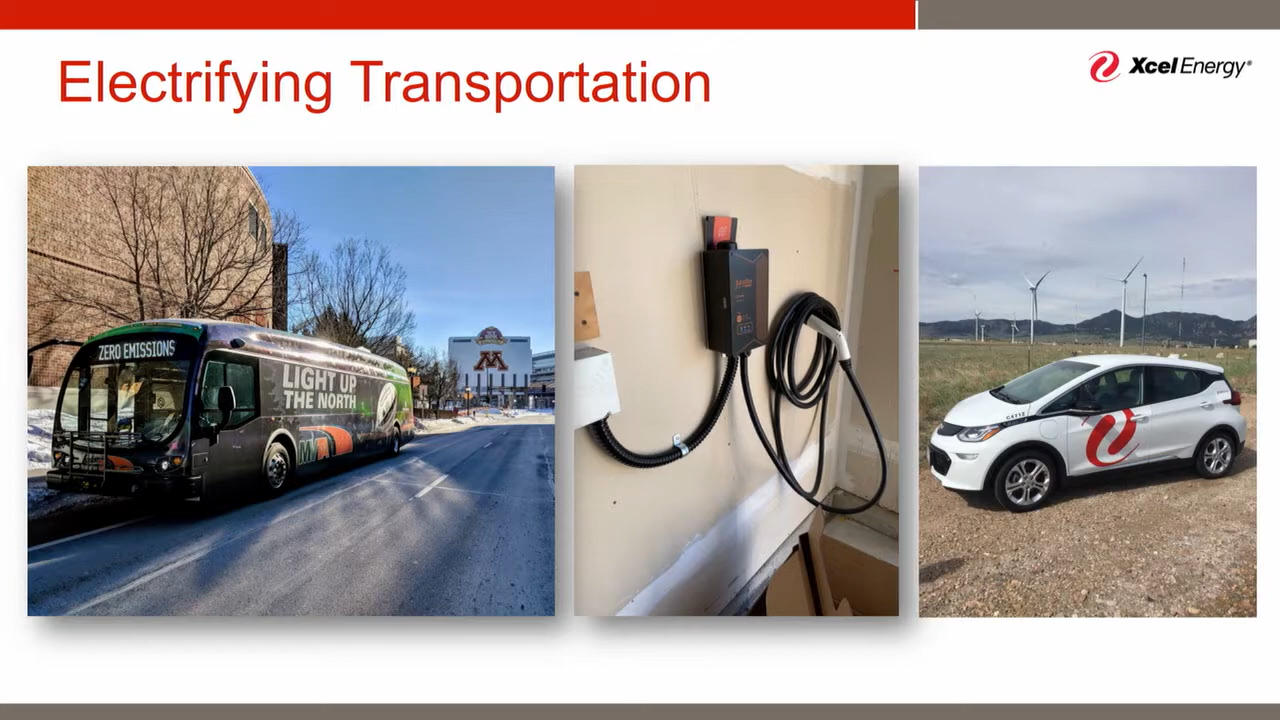 Electrifying Transportation
Xcel Energy®
ZERO EMISSIONS
LIGHT UP
THE NORTH
M